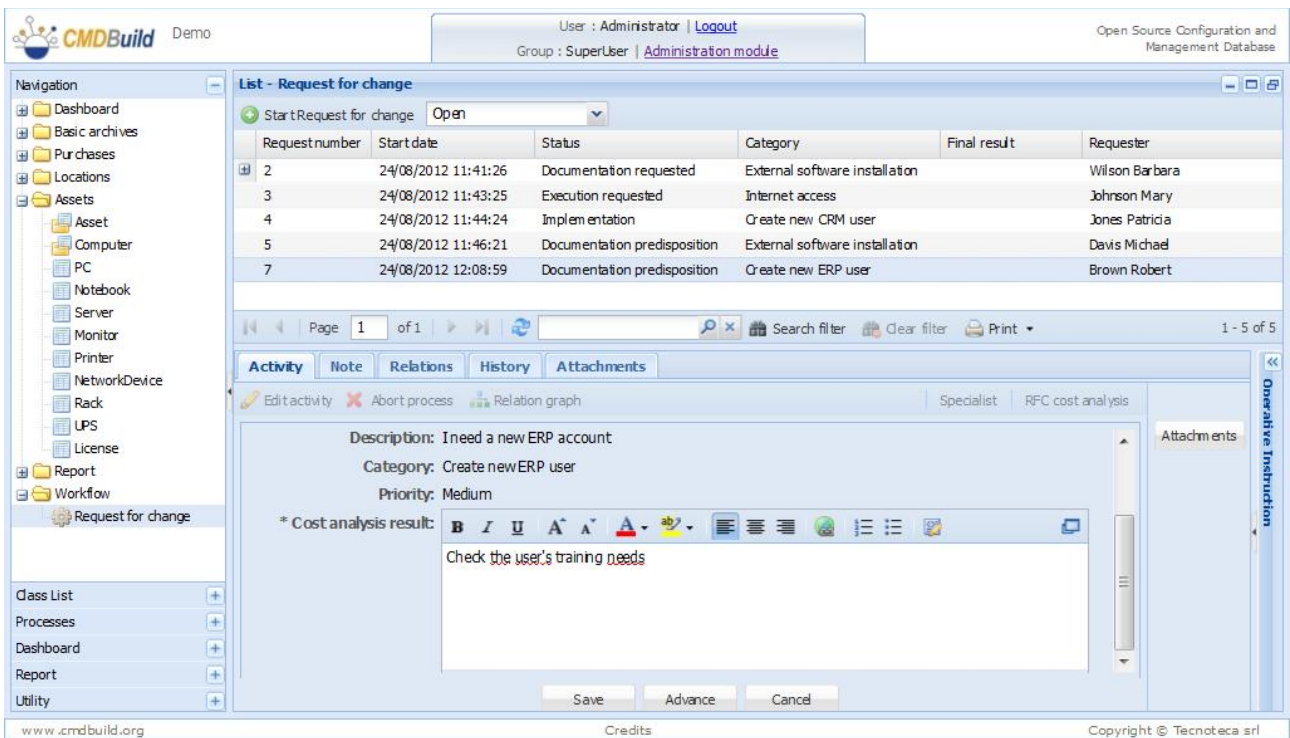 CMDBuild Demo
User : Administrator | Logout
Group : SuperUser | Administration module
Open Source Configuration and
Management Database
Navigation
Dashboard
Basic archives
Purchases
Locations
Assets
Asset
Computer
PC
Notebook
Server
Monitor
Printer
NetworkDevice
Rack
UPS
License
Report
Workflow
Request for change
Class List
Processes
Dashboard
Report
Utility
List - Request for change
Start Request for change Open
Request number Start date Status Category Final result Requester
2 24/08/2012 11:41:26 Documentation requested External software installation Wilson Barbara
3 24/08/2012 11:43:25 Execution requested Internet access Johnson Mary
4 24/08/2012 11:44:24 Implementation Create new CRM user Jones Patricia
5 24/08/2012 11:46:21 Documentation predisposition External software installation Davis Michael
7 24/08/2012 12:08:59 Documentation predisposition Create new ERP user Brown Robert
Page 1 of 1 Search filter Clear filter Print 1 - 5 of 5
Activity Note Relations History Attachments
Edit activity Abort process Relation graph Specialist RFC cost analysis
Description: I need a new ERP account
Category: Create new ERP user
Priority: Medium
* Cost analysis result: B I U A A A ab
Check the user's training needs
Save Advance Cancel
Attachments
Operative Instruction
www.cmdbuild.org Credits Copyright © Tecnoteca srl